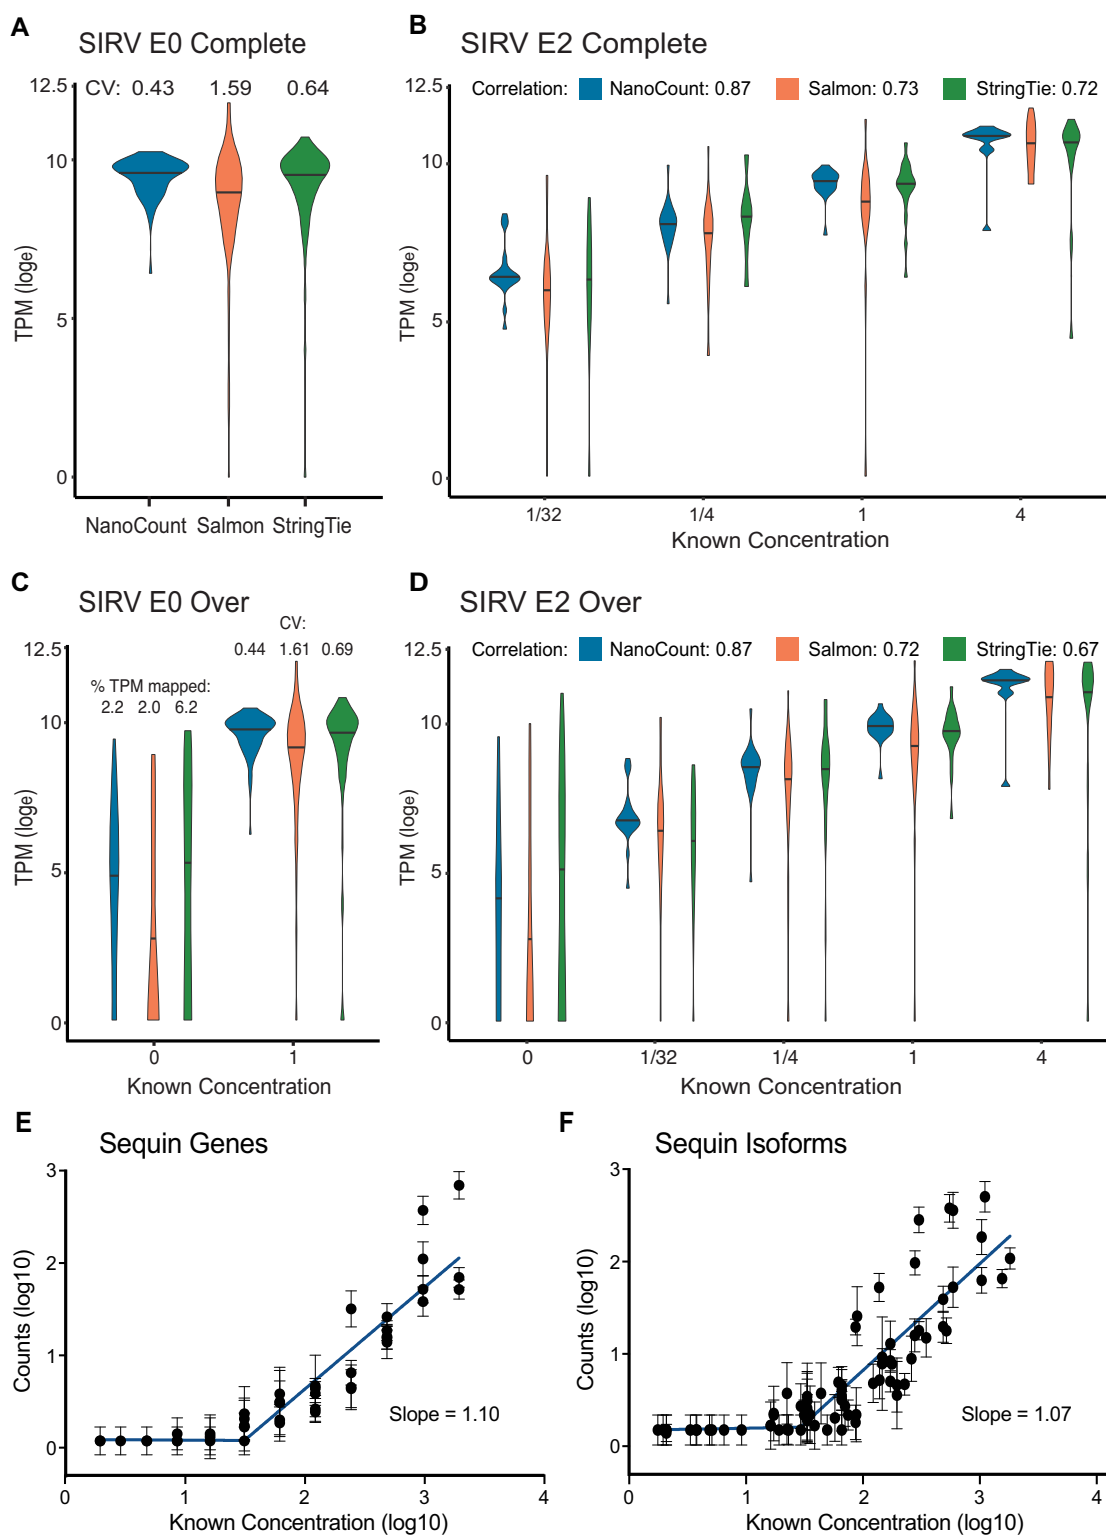 A
SIRV E0 Complete
CV: 0.43 1.59 0.64
12.5
10
5
0
TPM (loge)
NanoCount Salmon StringTie
B
SIRV E2 Complete
Correlation: NanoCount: 0.87 Salmon: 0.73 StringTie: 0.72
12.5
10
5
0
TPM (loge)
1/32 1/4 1 4
Known Concentration
C
SIRV E0 Over
CV:
0.44 1.61 0.69
% TPM mapped:
2.2 2.0 6.2
12.5
10
5
0
TPM (loge)
0 1
Known Concentration
D
SIRV E2 Over
Correlation: NanoCount: 0.87 Salmon: 0.72 StringTie: 0.67
12.5
10
5
0
TPM (loge)
0 1/32 1/4 1 4
Known Concentration
E
Sequin Genes
3
2
1
0
Counts (log10)
Slope = 1.10
0 1 2 3 4
Known Concentration (log10)
F
Sequin Isoforms
3
2
1
0
Counts (log10)
Slope = 1.07
0 1 2 3 4
Known Concentration (log10)